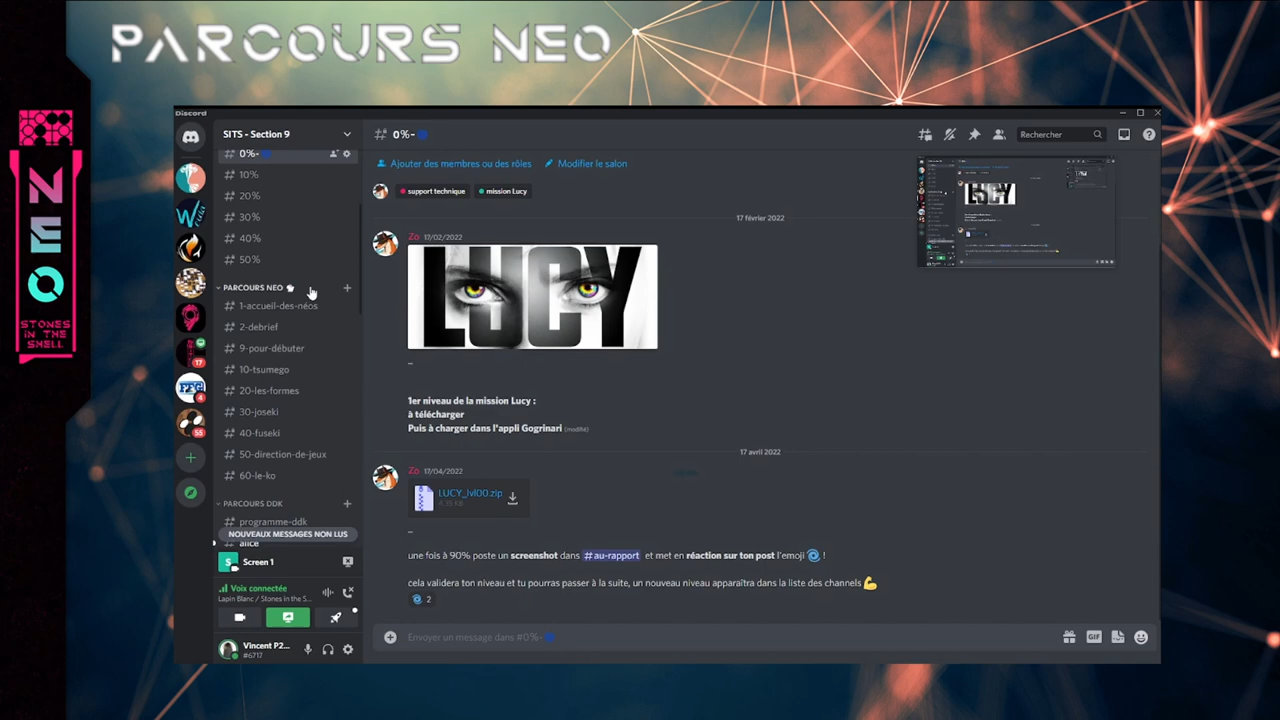 PARCOURS NEO
NEO
STONES
IN THE
SHELL
Discord
SITS - Section 9
0%-
10%
20%
30%
40%
50%
PARCOURS NEO
1-accueil-des-néos
2-debrief
9-pour-débuter
10-tsumego
20-les-formes
30-joseki
40-fuseki
50-direction-de-jeux
60-le-ko
PARCOURS DDK
programme-ddk
NOUVEAUX MESSAGES NON LUS
alice
S
Screen 1
Voix connectée
Lapin Blanc / Stones in the S...
Vincent P2...
#6717
17
4
55
0%-
Rechercher
Ajouter des membres ou des rôles
Modifier le salon
support technique
mission Lucy
17 février 2022
Zo 17/02/2022
LUCY
–
1er niveau de la mission Lucy :
à télécharger
Puis à charger dans l'appli Gogrinari (modifié)
17 avril 2022
Zo 17/04/2022
LUCY_lvl00.zip
–
une fois à 90% poste un screenshot dans #au-rapport et met en réaction sur ton post l'emoji !
cela validera ton niveau et tu pourras passer à la suite, un nouveau niveau apparaîtra dans la liste des channels
2
Envoyer un message dans #0%-
GIF